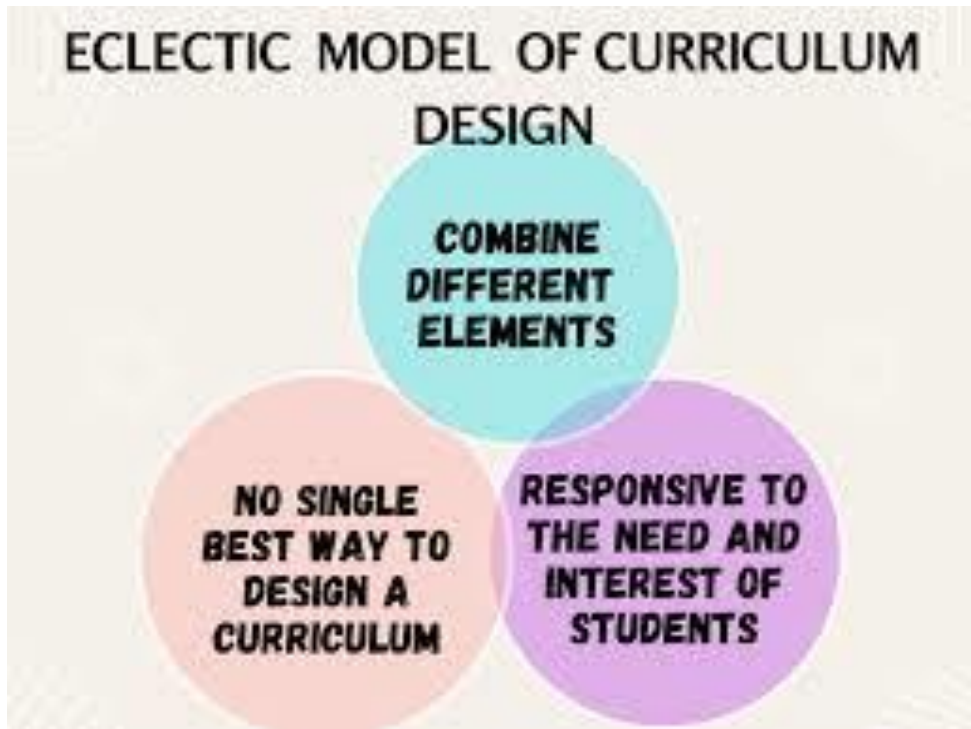 ECLECTIC MODEL OF CURRICULUM
DESIGN
COMBINE
DIFFERENT
ELEMENTS
NO SINGLE
BEST WAY TO
DESIGN A
CURRICULUM
RESPONSIVE TO
THE NEED AND
INTEREST OF
STUDENTS